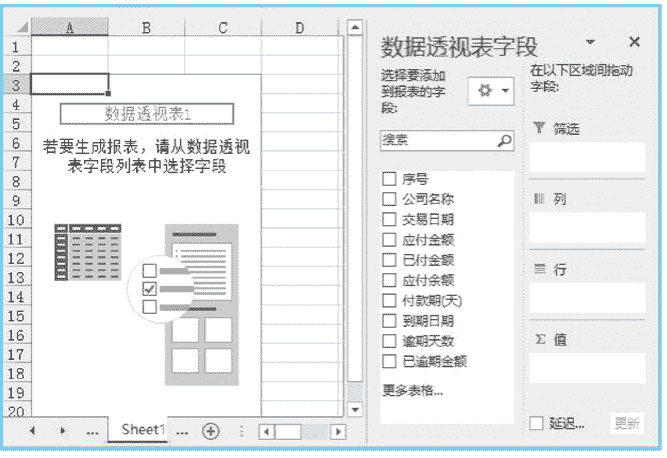 A B C D
1
2
3
4
5
6
7
8
9
10
11
12
13
14
15
16
17
18
19
20
数据透视表1
若要生成报表，请从数据透视
表字段列表中选择字段
... Sheet1 ...
数据透视表字段
选择要添加
到报表的字
段:
搜索
序号
公司名称
交易日期
应付金额
已付金额
应付余额
付款期(天)
到期日期
逾期天数
已逾期金额
更多表格...
在以下区域间拖动
字段:
筛选
列
行
Σ 值
延迟...
更新